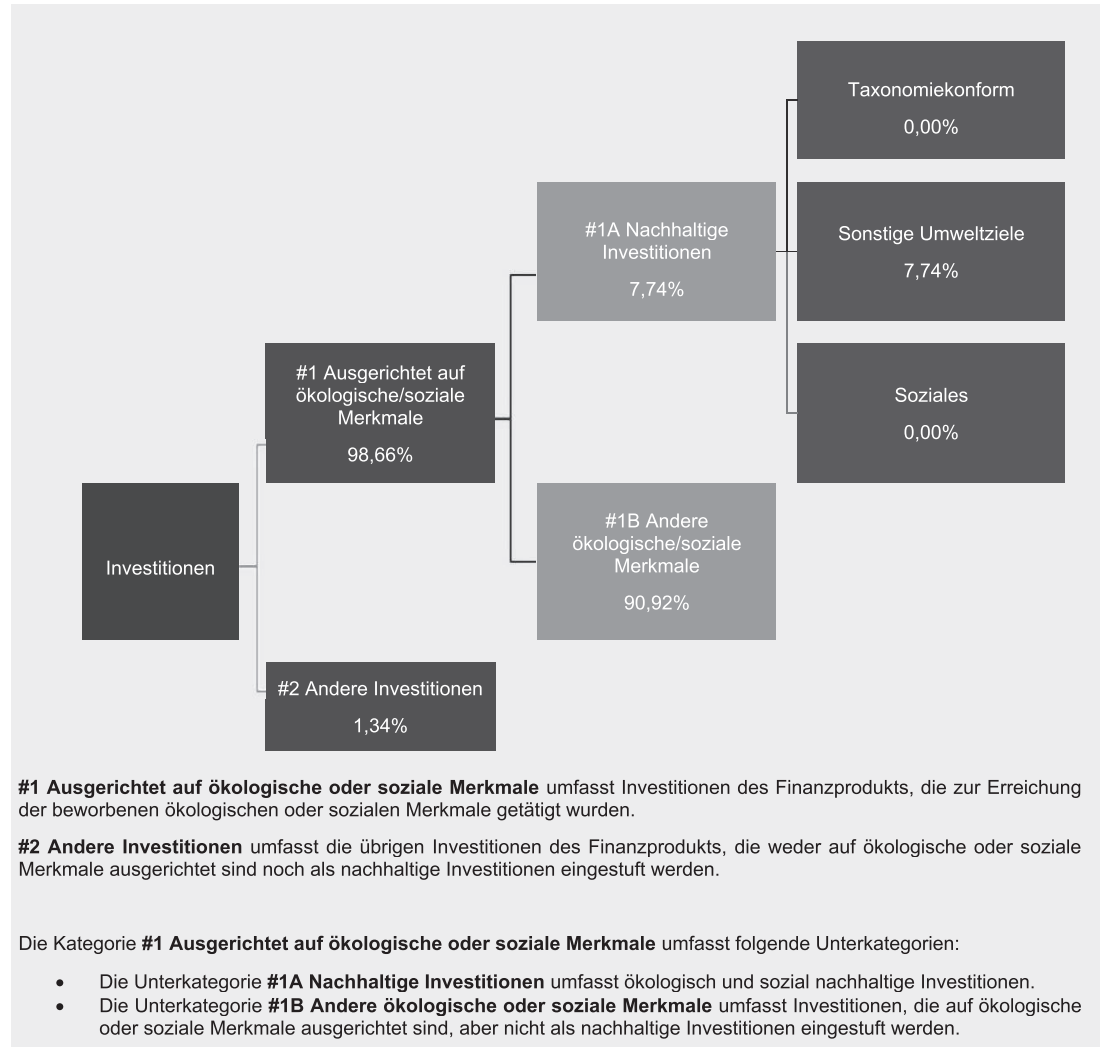 Taxonomiekonform
0,00%
#1A Nachhaltige
Investitionen
7,74%
Sonstige Umweltziele
7,74%
#1 Ausgerichtet auf
ökologische/soziale
Merkmale
98,66%
Soziales
0,00%
Investitionen
#1B Andere
ökologische/soziale
Merkmale
90,92%
#2 Andere Investitionen
1,34%
#1 Ausgerichtet auf ökologische oder soziale Merkmale umfasst Investitionen des Finanzprodukts, die zur Erreichung
der beworbenen ökologischen oder sozialen Merkmale getätigt wurden.
#2 Andere Investitionen umfasst die übrigen Investitionen des Finanzprodukts, die weder auf ökologische oder soziale
Merkmale ausgerichtet sind noch als nachhaltige Investitionen eingestuft werden.
Die Kategorie #1 Ausgerichtet auf ökologische oder soziale Merkmale umfasst folgende Unterkategorien:
• Die Unterkategorie #1A Nachhaltige Investitionen umfasst ökologisch und sozial nachhaltige Investitionen.
• Die Unterkategorie #1B Andere ökologische oder soziale Merkmale umfasst Investitionen, die auf ökologische
oder soziale Merkmale ausgerichtet sind, aber nicht als nachhaltige Investitionen eingestuft werden.